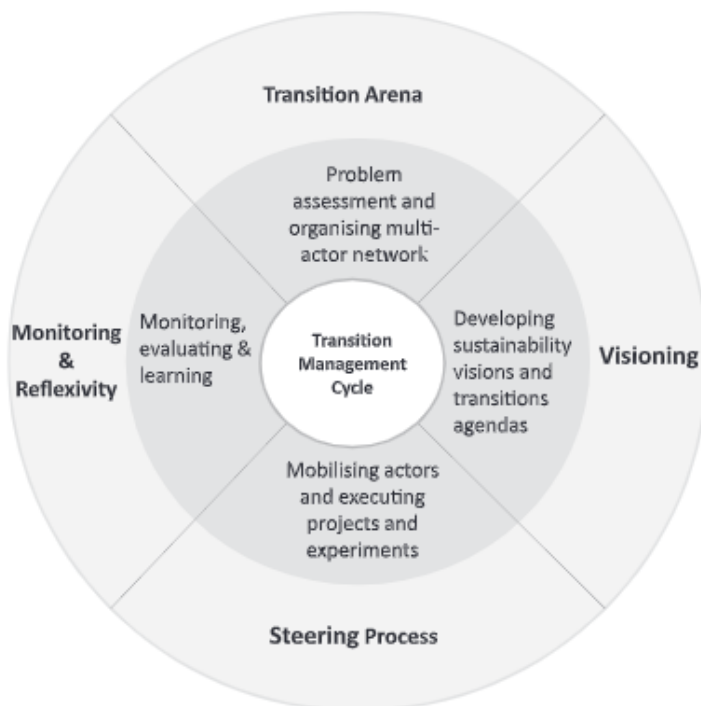 Transition Arena
Problem
assessment and
organising multi-
actor network
Monitoring
&
Reflexivity
Monitoring,
evaluating &
learning
Transition
Management
Cycle
Developing
sustainability
visions and
transitions
agendas
Visioning
Mobilising actors
and executing
projects and
experiments
Steering Process